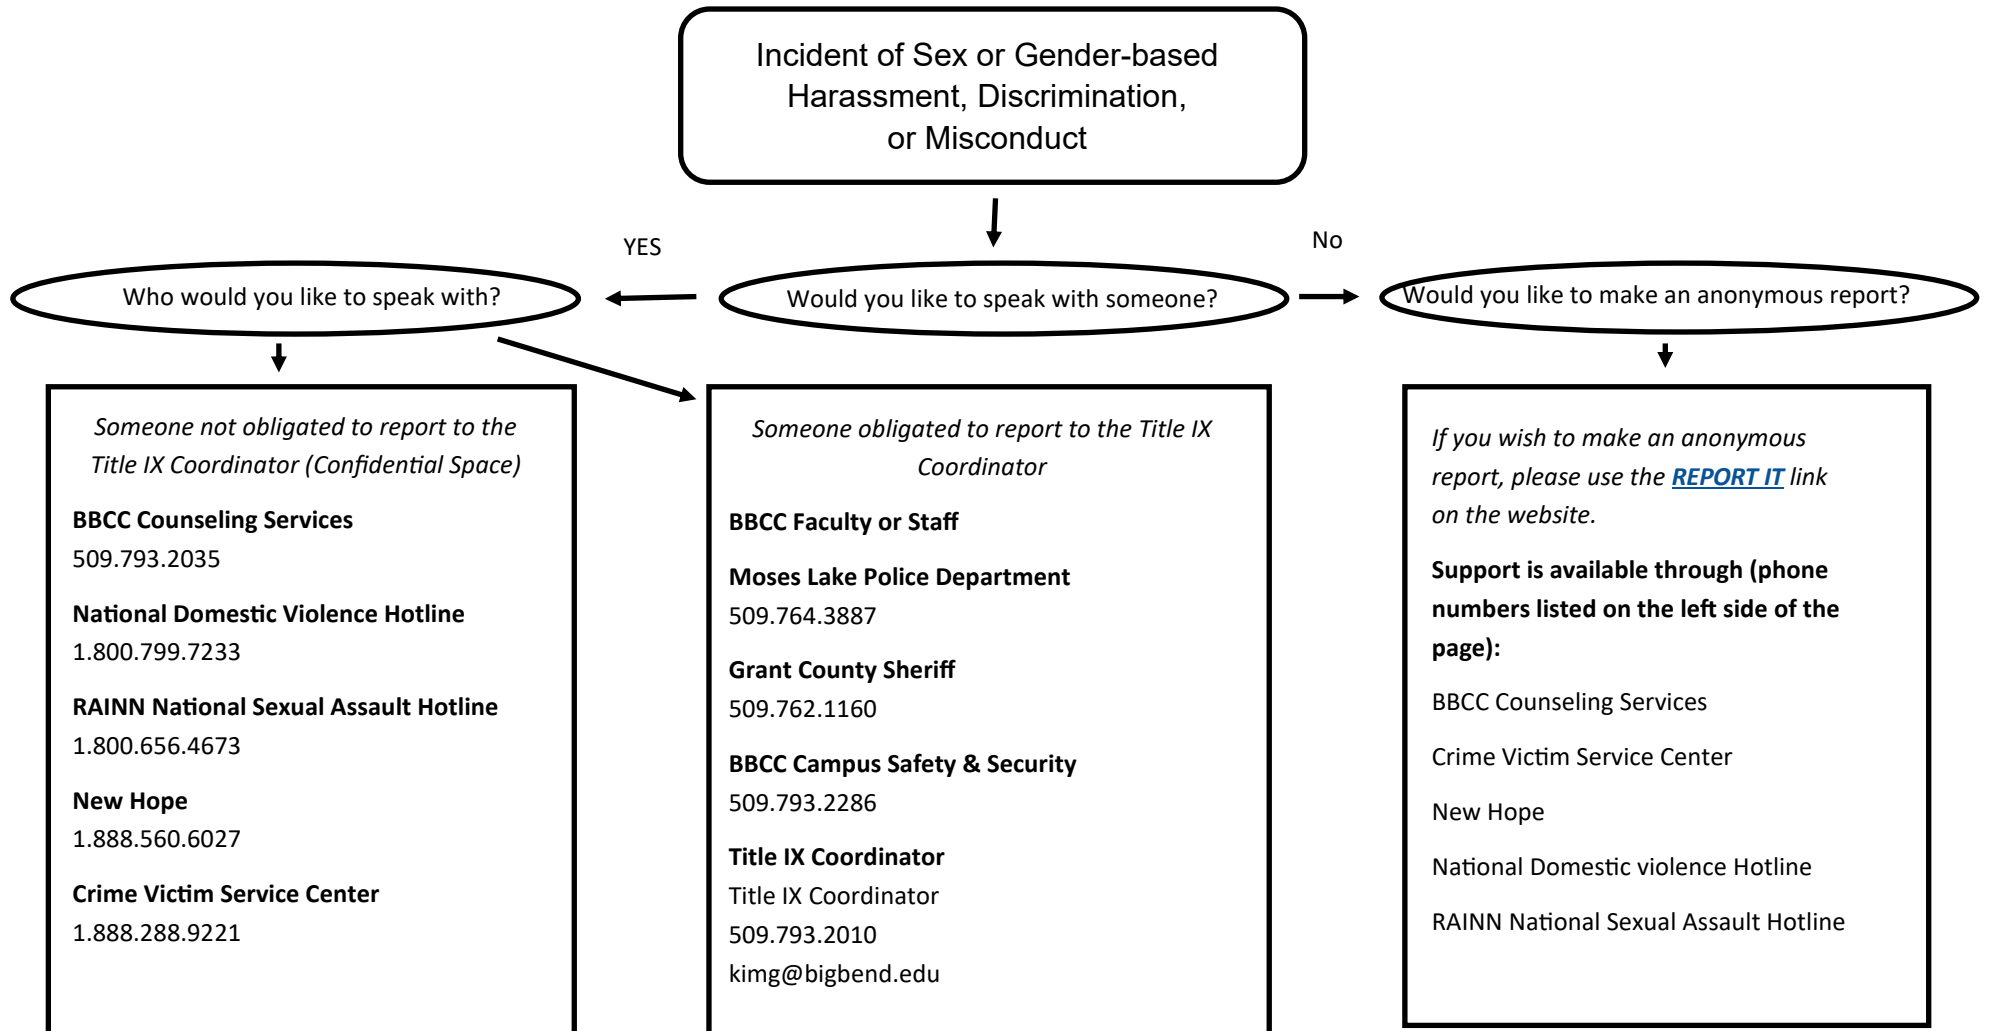 Incident of Sex or Gender-based
Harassment, Discrimination,
or Misconduct
YES
No
Who would you like to speak with?
Would you like to speak with someone?
Would you like to make an anonymous report?
Someone not obligated to report to the
Title IX Coordinator (Confidential Space)
BBCC Counseling Services
509.793.2035
National Domestic Violence Hotline
1.800.799.7233
RAINN National Sexual Assault Hotline
1.800.656.4673
New Hope
1.888.560.6027
Crime Victim Service Center
1.888.288.9221
Someone obligated to report to the Title IX
Coordinator
BBCC Faculty or Staff
Moses Lake Police Department
509.764.3887
Grant County Sheriff
509.762.1160
BBCC Campus Safety & Security
509.793.2286
Title IX Coordinator
Title IX Coordinator
509.793.2010
kimg@bigbend.edu
If you wish to make an anonymous
report, please use the REPORT IT link
on the website.
Support is available through (phone
numbers listed on the left side of the
page):
BBCC Counseling Services
Crime Victim Service Center
New Hope
National Domestic violence Hotline
RAINN National Sexual Assault Hotline